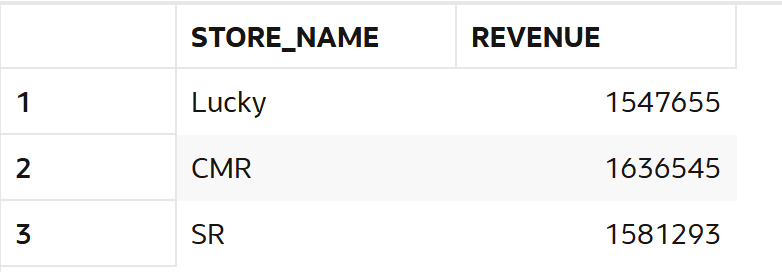 STORE_NAME REVENUE
1 Lucky 1547655
2 CMR 1636545
3 SR 1581293